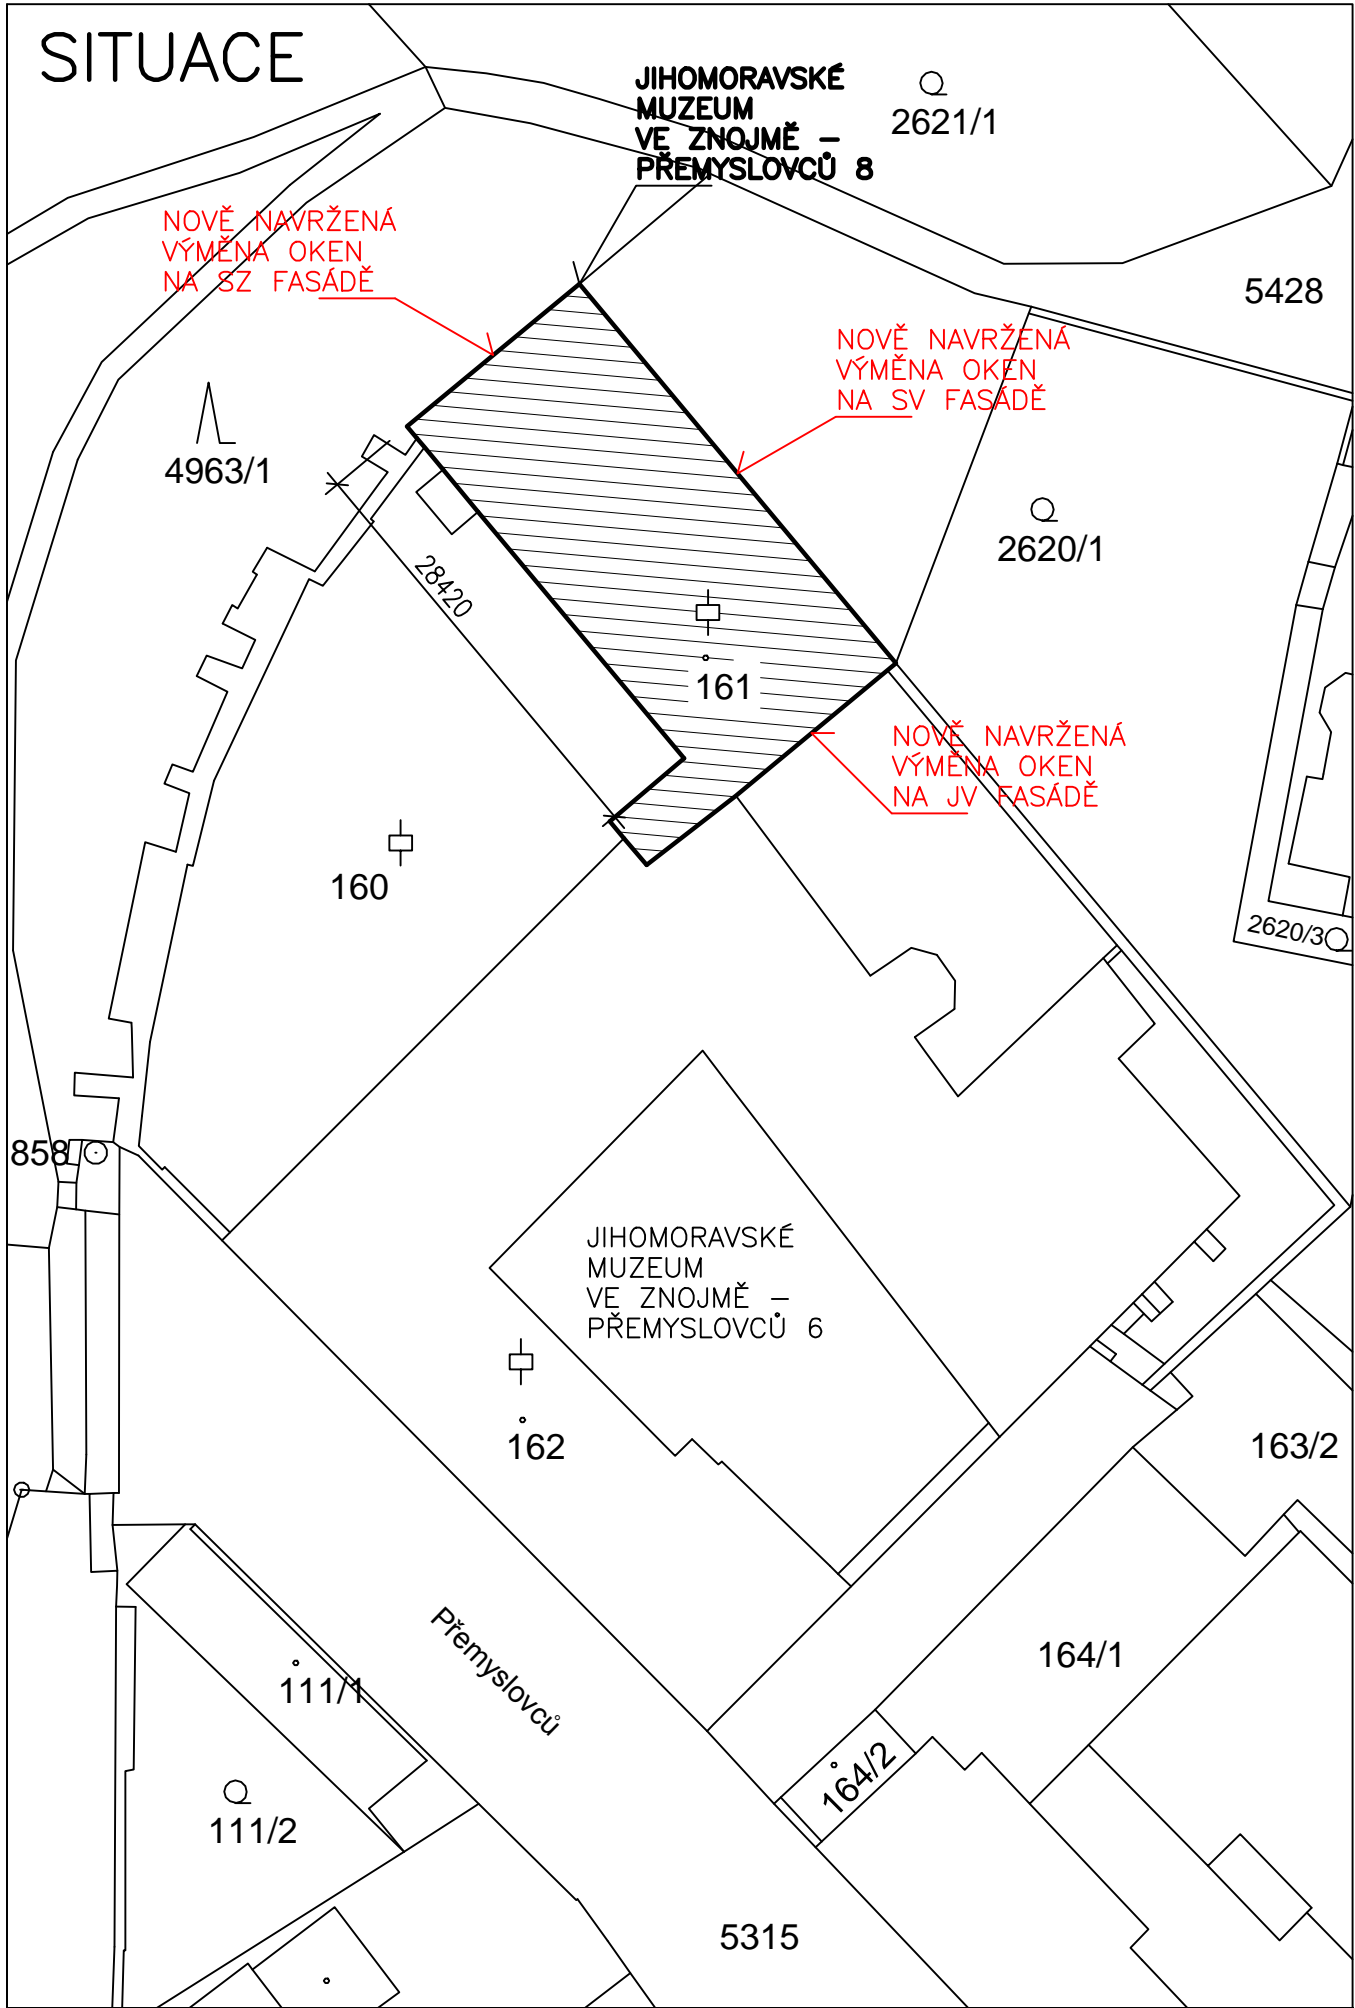 SITUACE
JIHOMORAVSKÉ
MUZEUM
VE ZNOJMĚ –
PŘEMYSLOVCŮ 8
2621/1
NOVĚ NAVRŽENÁ
VÝMĚNA OKEN
NA SZ FASÁDĚ
5428
NOVĚ NAVRŽENÁ
VÝMĚNA OKEN
NA SV FASÁDĚ
4963/1
2620/1
28420
161
NOVĚ NAVRŽENÁ
VÝMĚNA OKEN
NA JV FASÁDĚ
160
2620/3
858
JIHOMORAVSKÉ
MUZEUM
VE ZNOJMĚ –
PŘEMYSLOVCŮ 6
162
163/2
Přemyslovců
164/1
111/1
164/2
111/2
5315